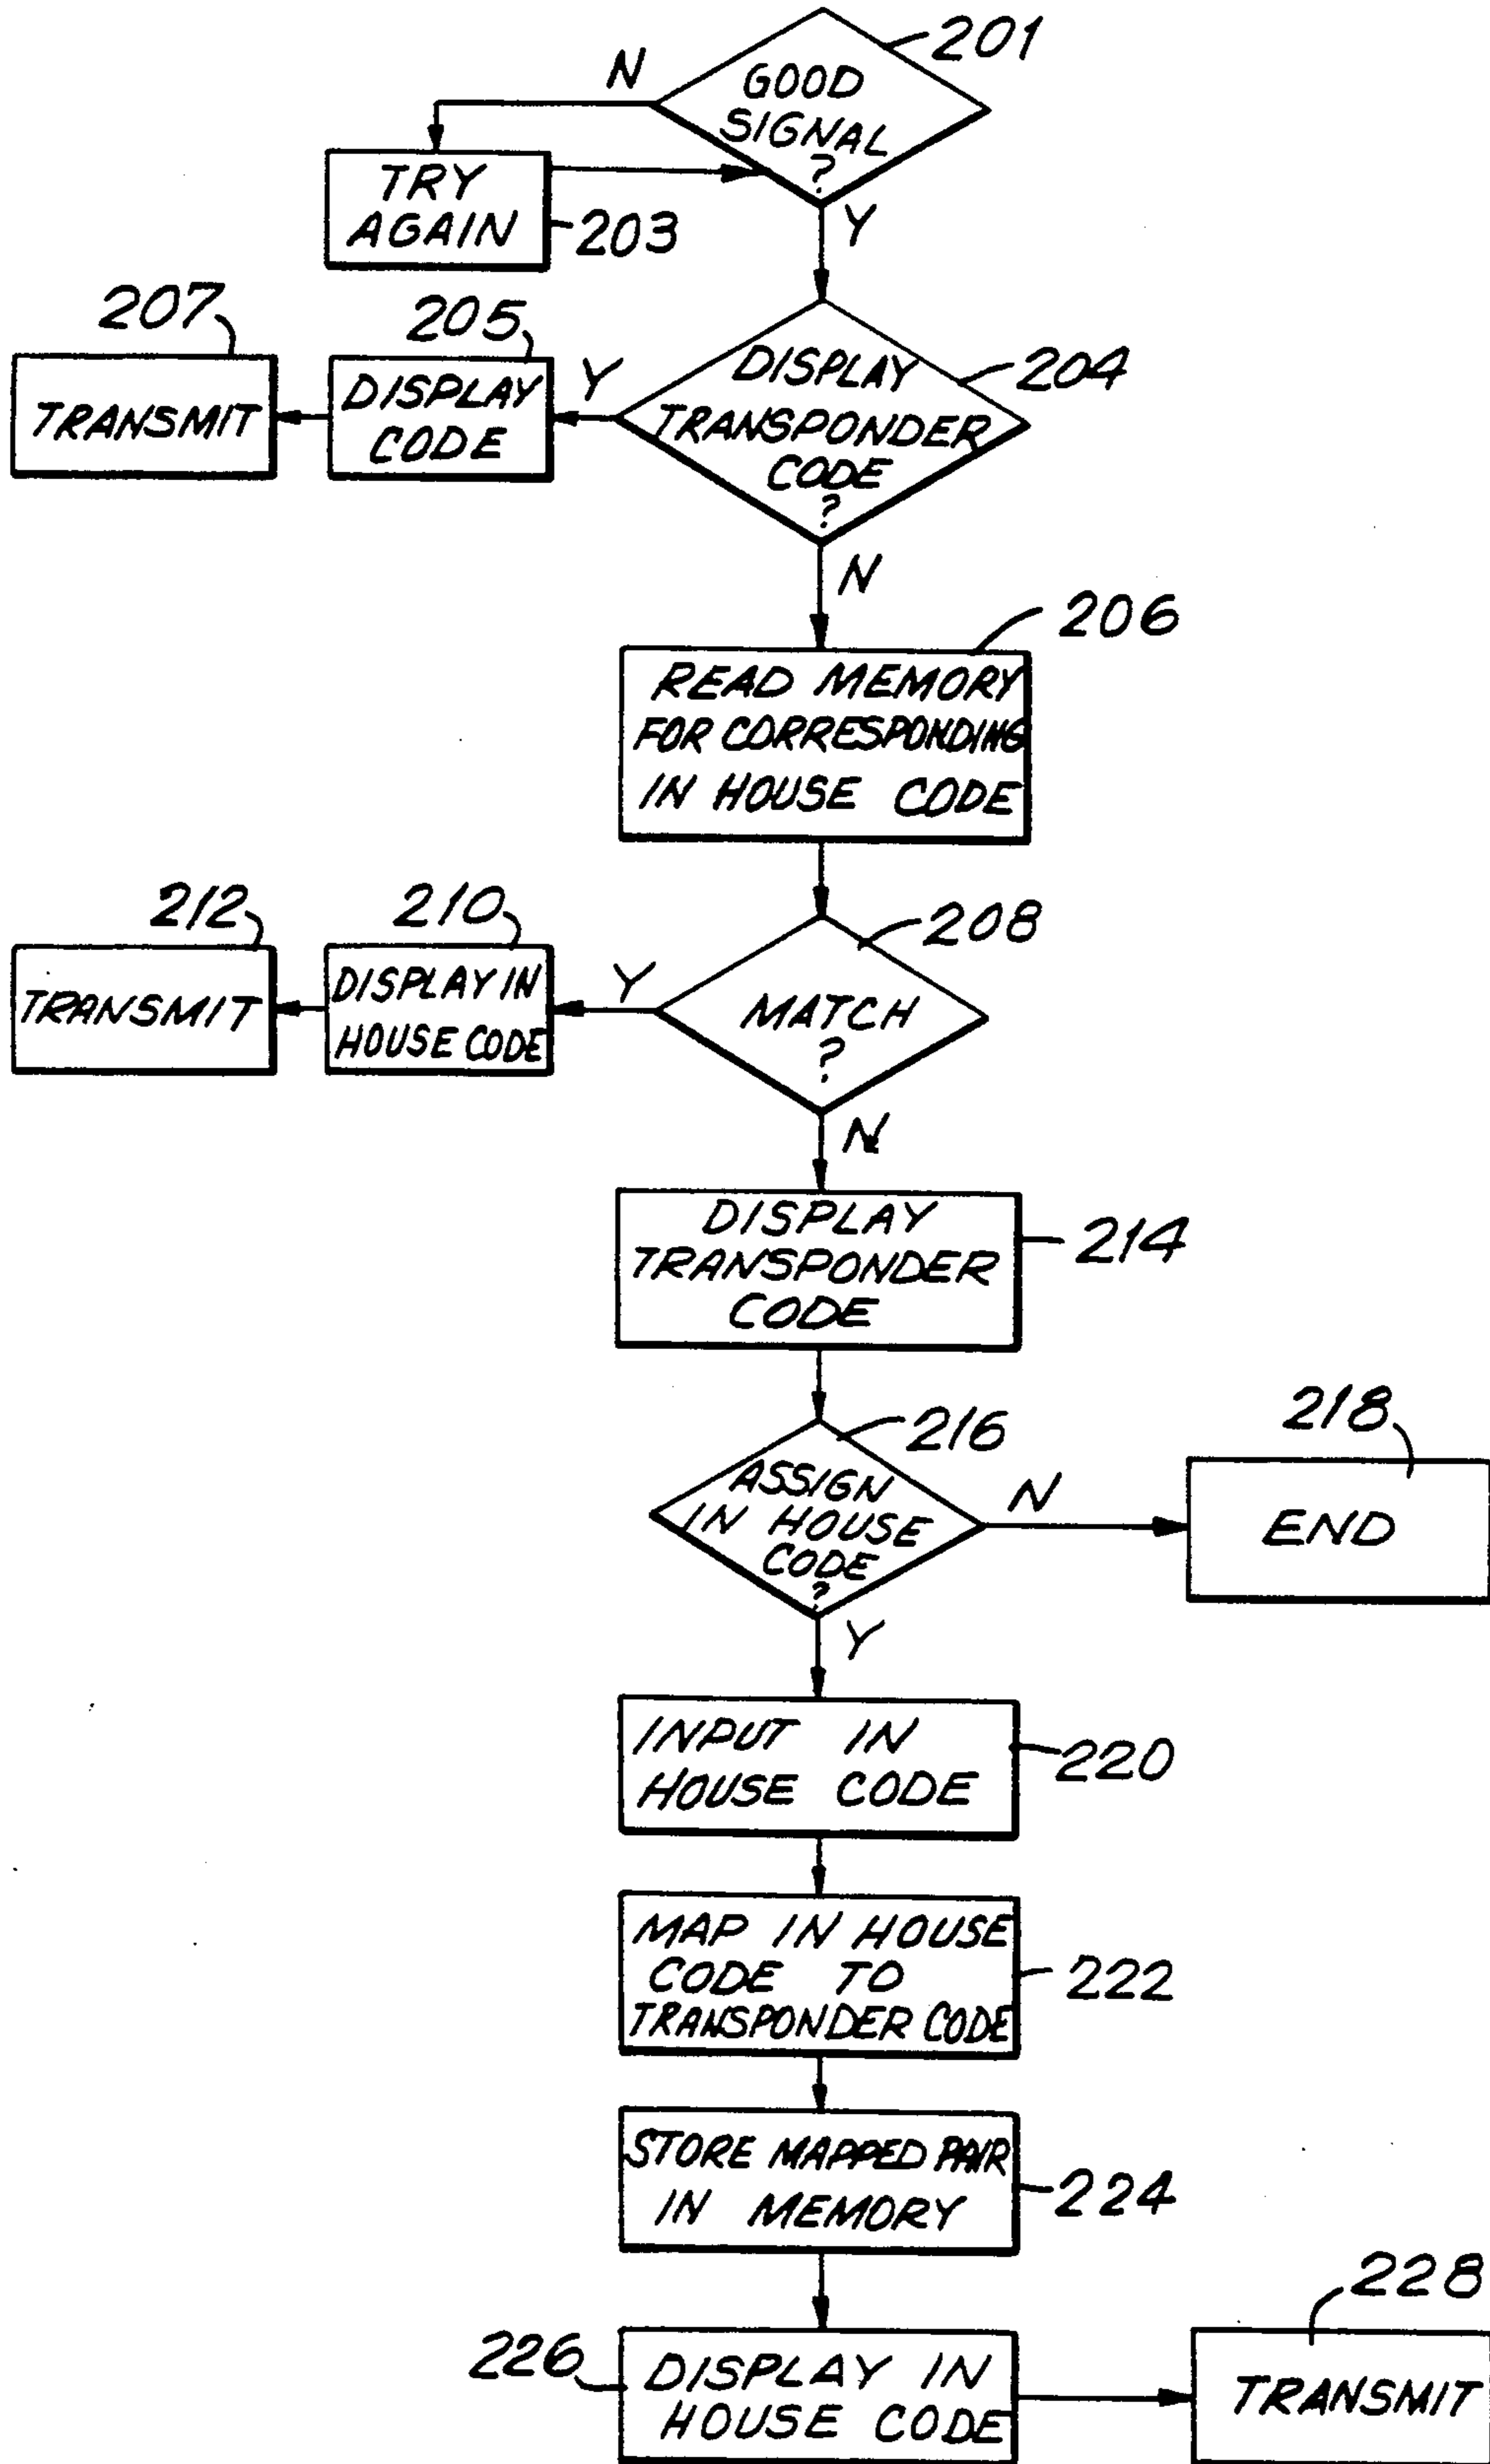 201
N
GOOD
SIGNAL
?
TRY
AGAIN
203
Y
207
205
DISPLAY
TRANSPONDER
CODE
?
204
Y
DISPLAY
CODE
TRANSMIT
N
206
READ MEMORY
FOR CORRESPONDING
IN HOUSE CODE
212
210
208
MATCH
?
Y
DISPLAY IN
HOUSE CODE
TRANSMIT
N
DISPLAY
TRANSPONDER
CODE
214
216
218
ASSIGN
IN HOUSE
CODE
?
N
END
Y
INPUT IN
HOUSE CODE
220
MAP IN HOUSE
CODE TO
TRANSPONDER CODE
222
STORE MAPPED PAIR
IN MEMORY
224
228
226
DISPLAY IN
HOUSE CODE
TRANSMIT